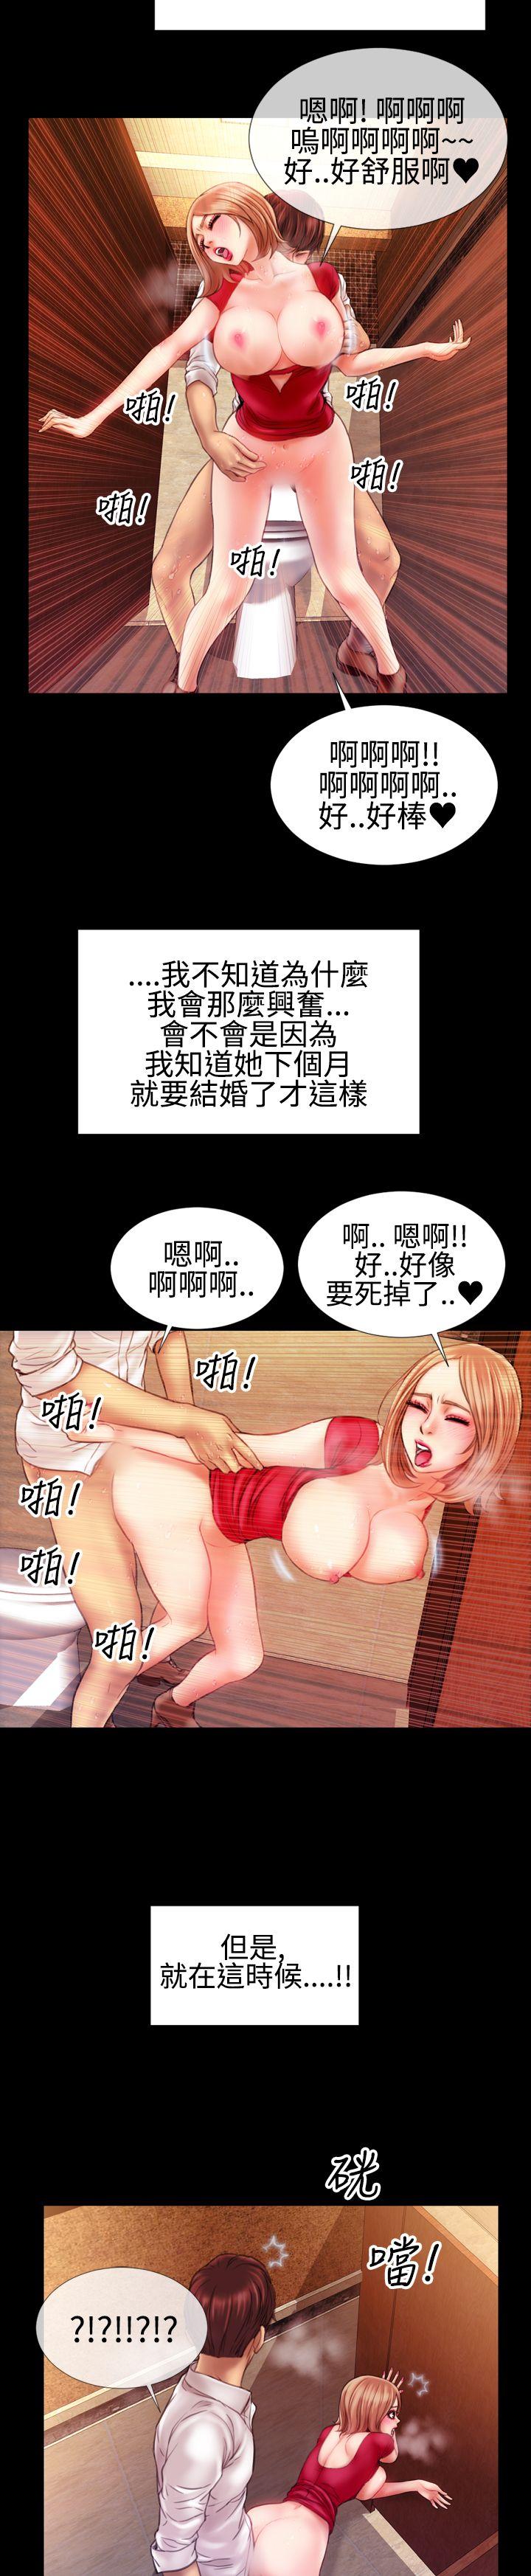 嗯啊! 啊啊啊
嗚啊啊啊啊~~
好..好舒服啊♥
啪!
啪!
啪!
啪!
啪!
啊啊啊!!
啊啊啊啊..
好..好棒♥
....我不知道為什麼
我會那麼興奮...
會不會是因為
我知道她下個月
就要結婚了才這樣
嗯啊..
啊啊啊..
啊.. 嗯啊!!
好..好像
要死掉了..♥
啪!
啪!
啪!
啪!
啪!
但是,
就在這時候....!!
硄
噹!
?!?!!?!?